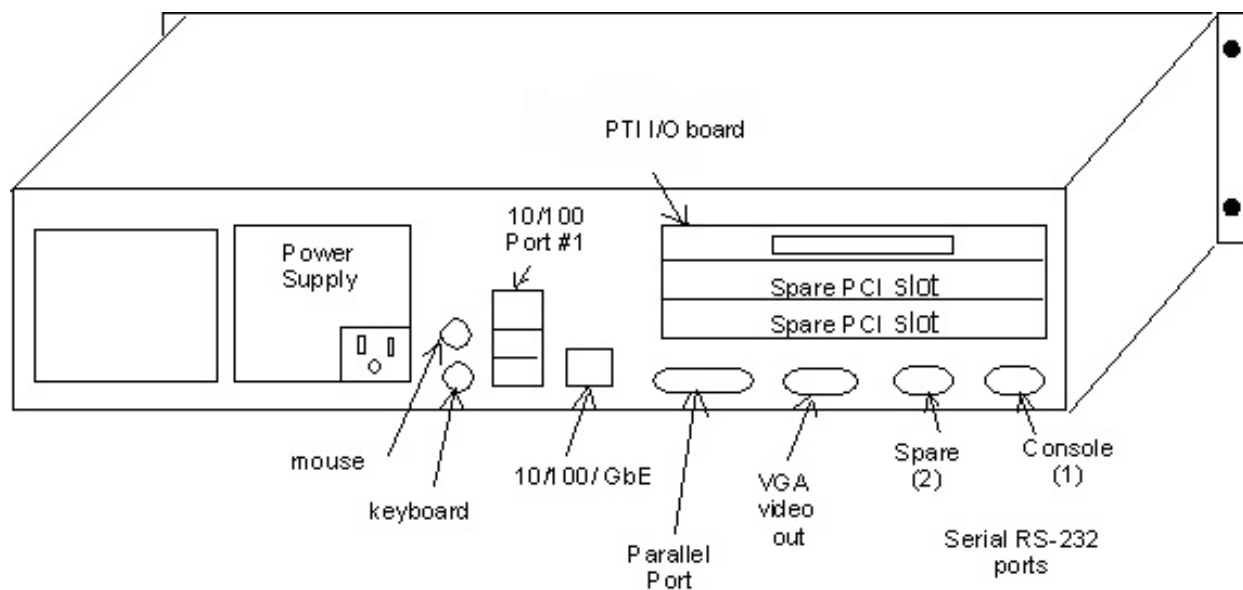 PTI I/O board
10/100
Port #1
Power
Supply
Spare PCI Slot
Spare PCI Slot
mouse
keyboard
10/100/ GbE
Parallel
Port
VGA
video
out
Spare
(2)
Console
(1)
Serial RS-232
ports